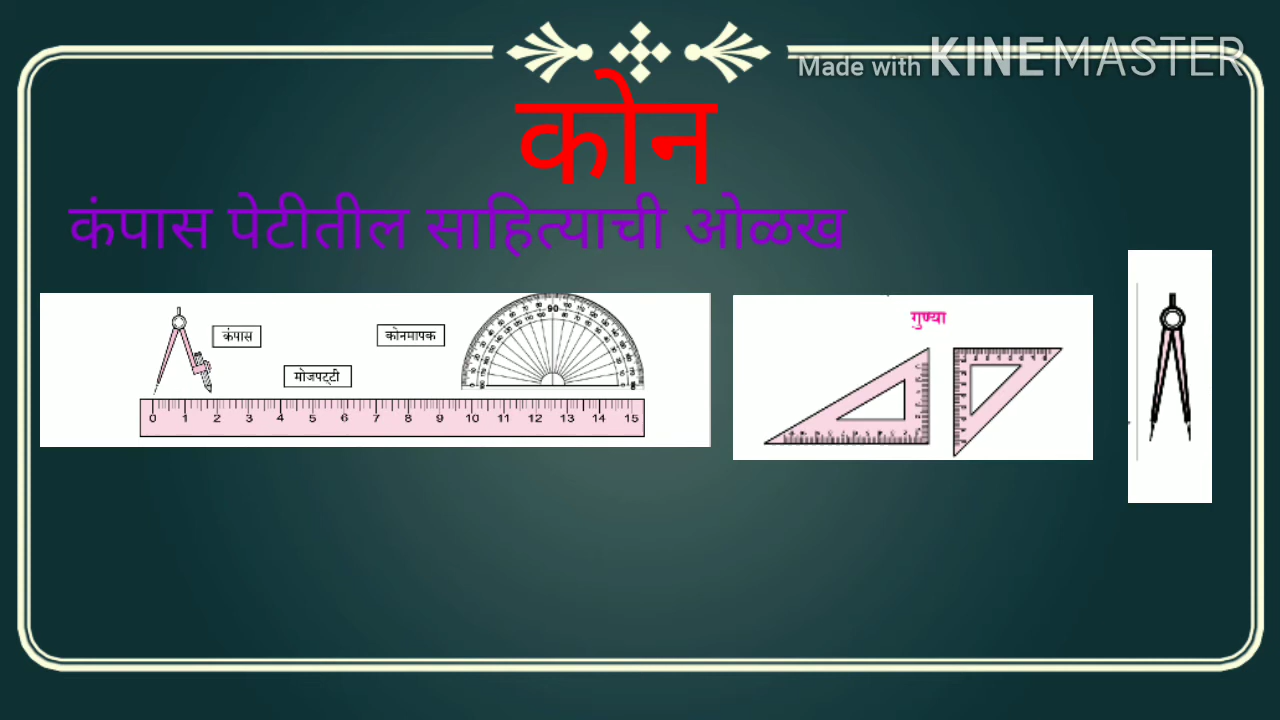 Made with KINEMASTER
कोन
कंपास पेटीतील साहित्याची ओळख
कंपास
कोनमापक
मोजपट्टी
90
0 1 2 3 4 5 6 7 8 9 10 11 12 13 14 15
गुण्या